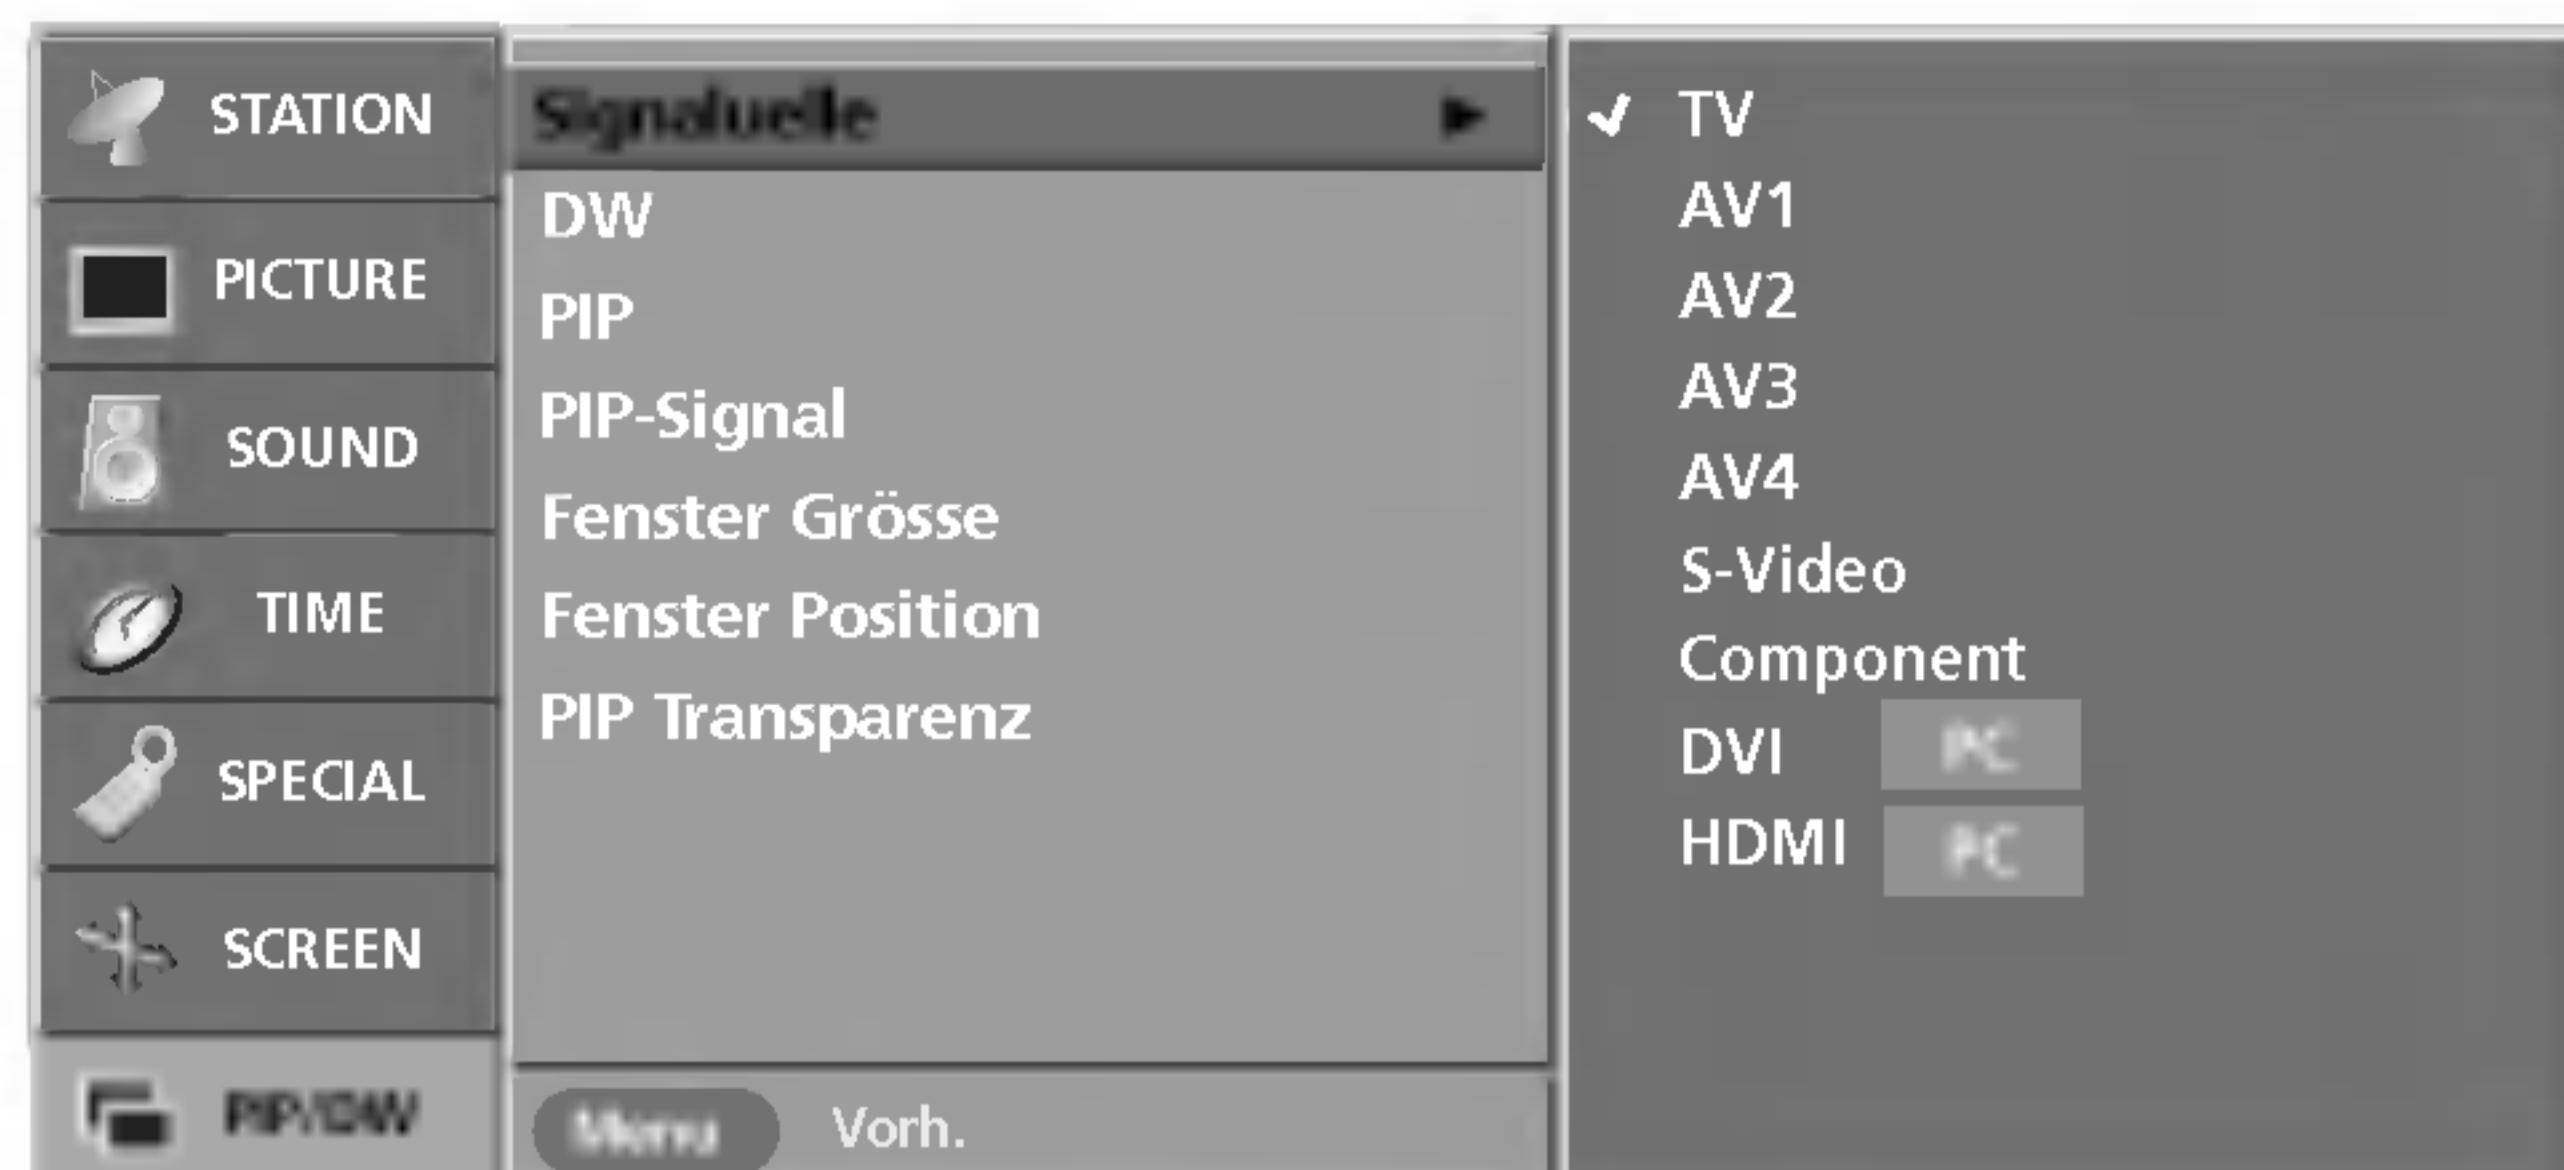 STATION
PICTURE
SOUND
TIME
SPECIAL
SCREEN
PIP/DW
Signaluelle
DW
PIP
PIP-Signal
Fenster Grösse
Fenster Position
PIP Transparenz
Menu Vorh.
TV
AV1
AV2
AV3
AV4
S-Video
Component
DVI PC
HDMI PC